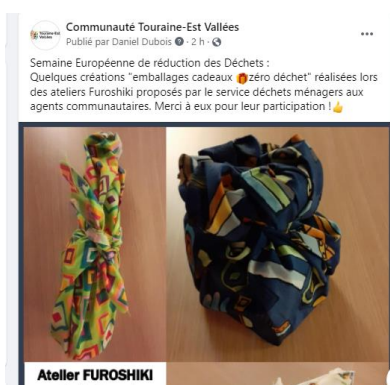 Communauté Touraine-Est Vallées
Publié par Daniel Dubois · 2 h ·
Semaine Européenne de réduction des Déchets :
Quelques créations "emballages cadeaux 🎁zéro déchet" réalisées lors
des ateliers Furoshiki proposés par le service déchets ménagers aux
agents communautaires. Merci à eux pour leur participation !👍
Atelier FUROSHIKI